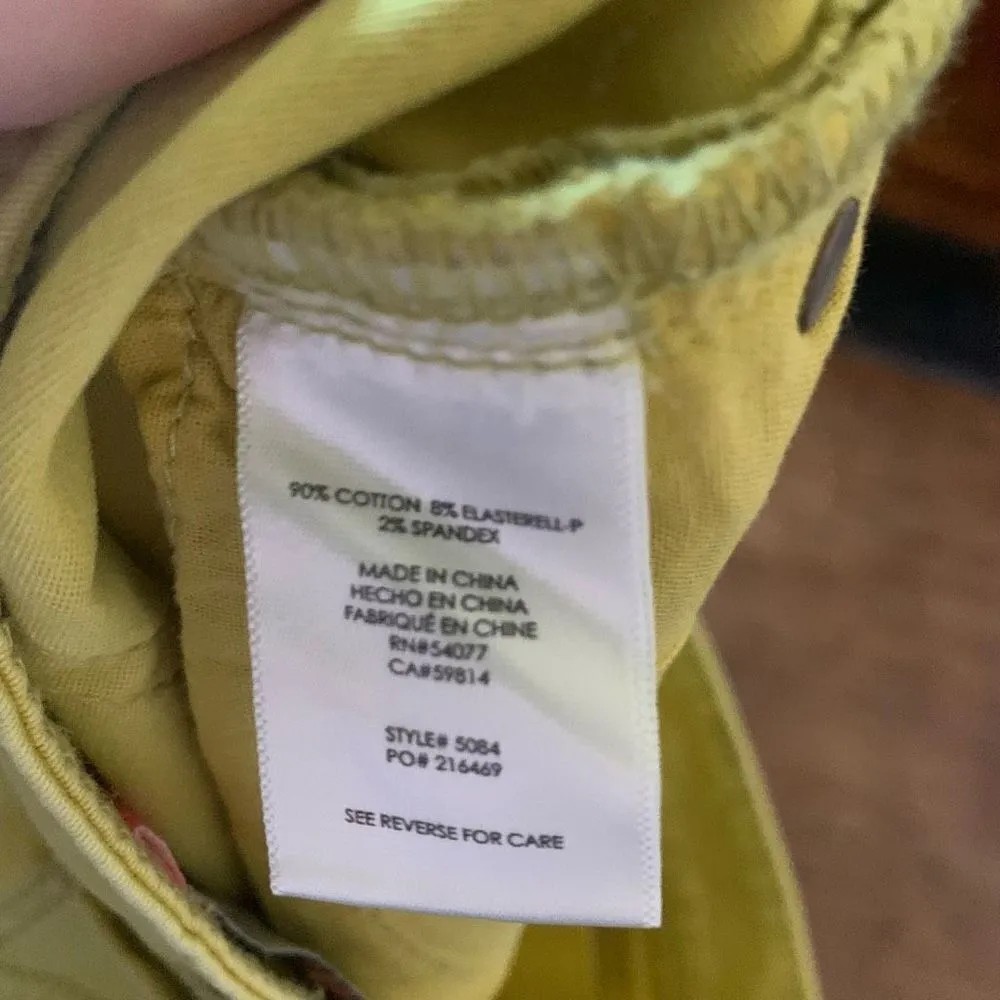 90% COTTON 8% ELASTERELL-P
2% SPANDEX
MADE IN CHINA
HECHO EN CHINA
FABRIQUÉ EN CHINE
RN#54077
CA#59814
STYLE# 5084
PO# 216469
SEE REVERSE FOR CARE